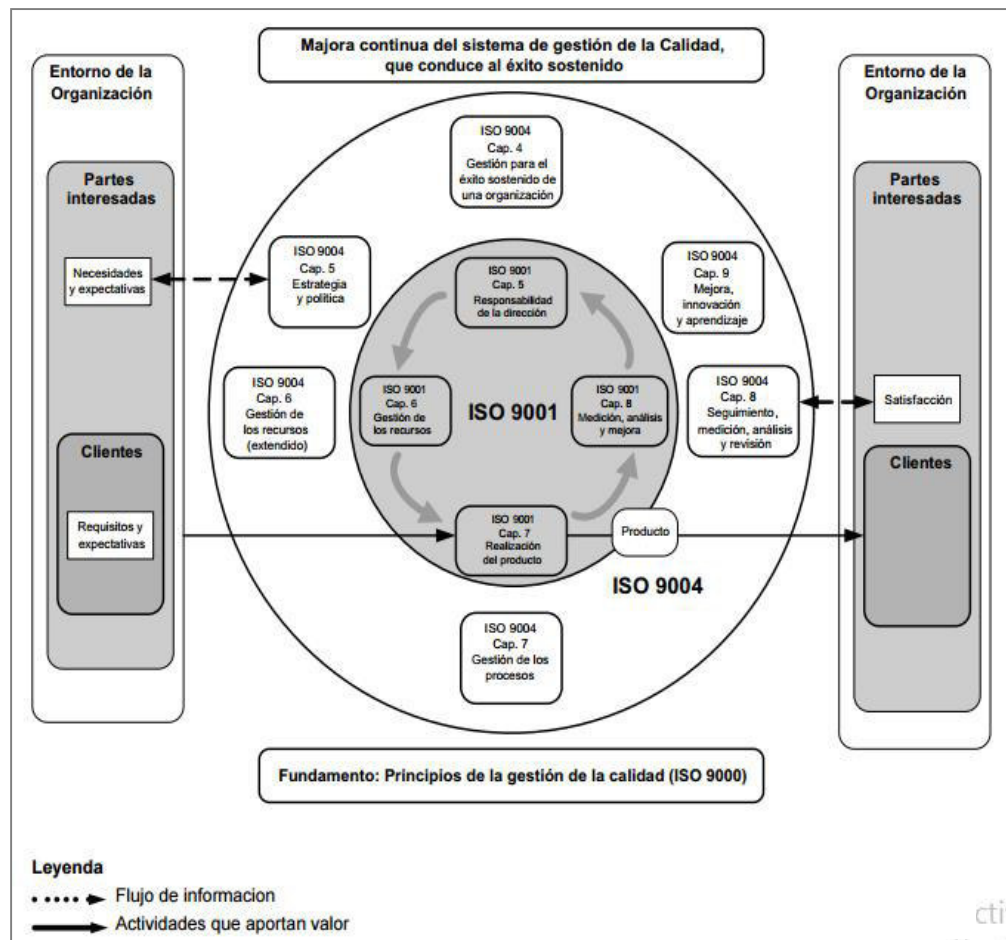 Majora continua del sistema de gestión de la Calidad,
que conduce al éxito sostenido
Entorno de la
Organización
Partes
interesadas
Necesidades
y expectativas
Clientes
Requisitos y
expectativas
ISO 9004
Cap. 4
Gestión para el
éxito sostenido de
una organización
ISO 9004
Cap. 5
Estrategia
y política
ISO 9004
Cap. 9
Mejora,
innovación
y aprendizaje
ISO 9001
Cap. 5
Responsabilidad
de la dirección
ISO 9004
Cap. 6
Gestión de
los recursos
(extendido)
ISO 9001
Cap. 6
Gestión de
los recursos
ISO 9001
ISO 9001
Cap. 8
Medición, análisis
y mejora
ISO 9004
Cap. 8
Seguimiento,
medición, análisis
y revisión
ISO 9001
Cap. 7
Realización
del producto
Producto
ISO 9004
ISO 9004
Cap. 7
Gestión de los
procesos
Entorno de la
Organización
Partes
interesadas
Satisfacción
Clientes
Fundamento: Principios de la gestión de la calidad (ISO 9000)
Leyenda
Flujo de informacion
Actividades que aportan valor
cti